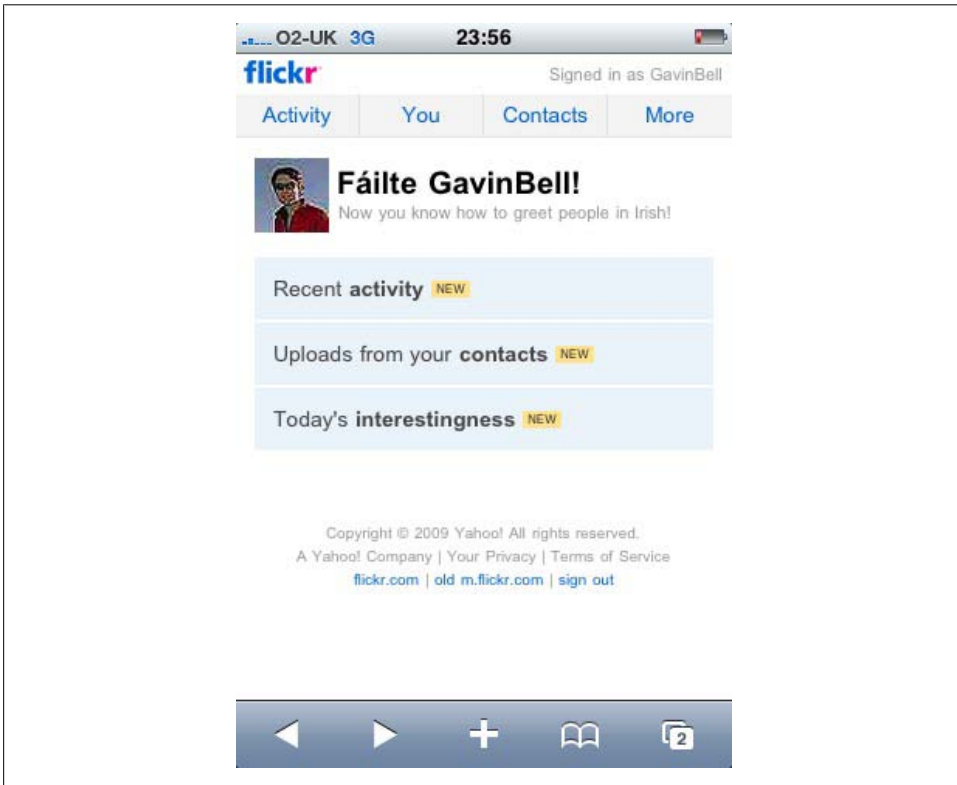 O2-UK 3G 23:56
flickr Signed in as GavinBell
Activity You Contacts More
Fáilte GavinBell!
Now you know how to greet people in Irish!
Recent activity NEW
Uploads from your contacts NEW
Today's interestingness NEW
Copyright © 2009 Yahoo! All rights reserved.
A Yahoo! Company | Your Privacy | Terms of Service
flickr.com | old m.flickr.com | sign out
2